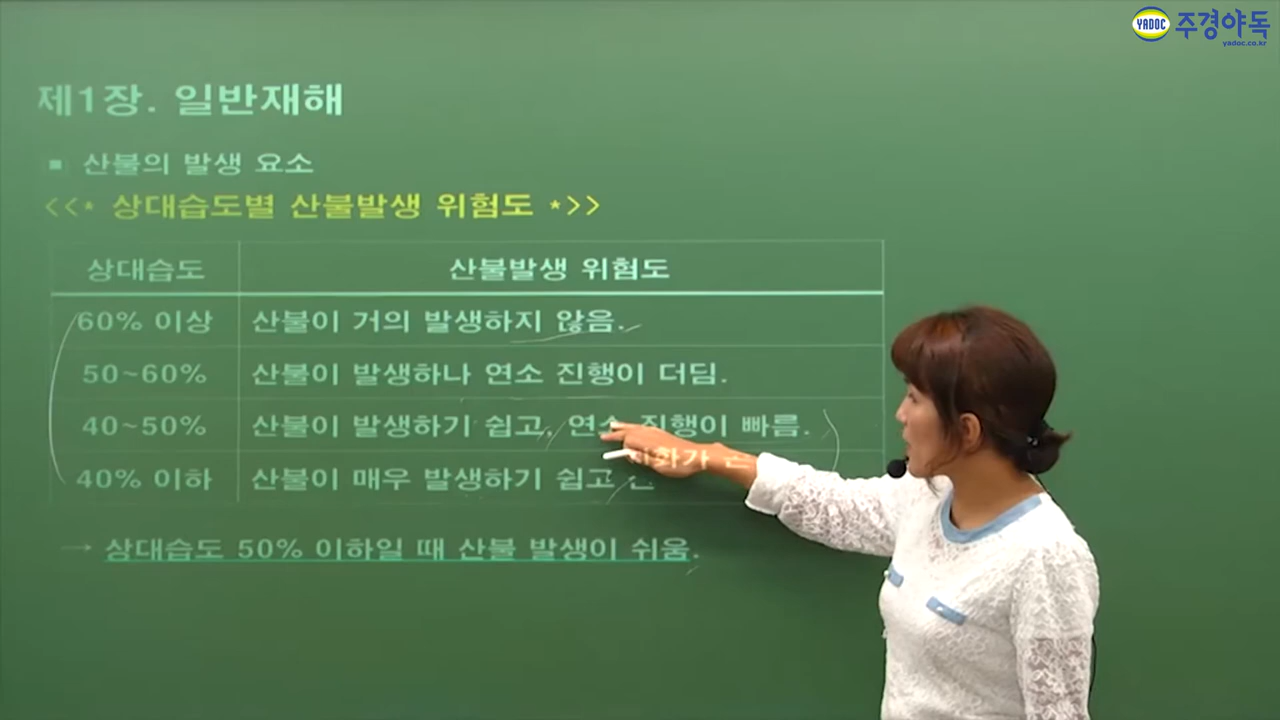 YADOC 주경야독
yadoc.co.kr
제1장. 일반재해
■ 산불의 발생 요소
<<* 상대습도별 산불발생 위험도 *>>
상대습도 산불발생 위험도
60% 이상 산불이 거의 발생하지 않음.
50~60% 산불이 발생하나 연소 진행이 더딤.
40~50% 산불이 발생하기 쉽고, 연소 진행이 빠름.
40% 이하 산불이 매우 발생하기 쉽고
→ 상대습도 50% 이하일 때 산불 발생이 쉬움.